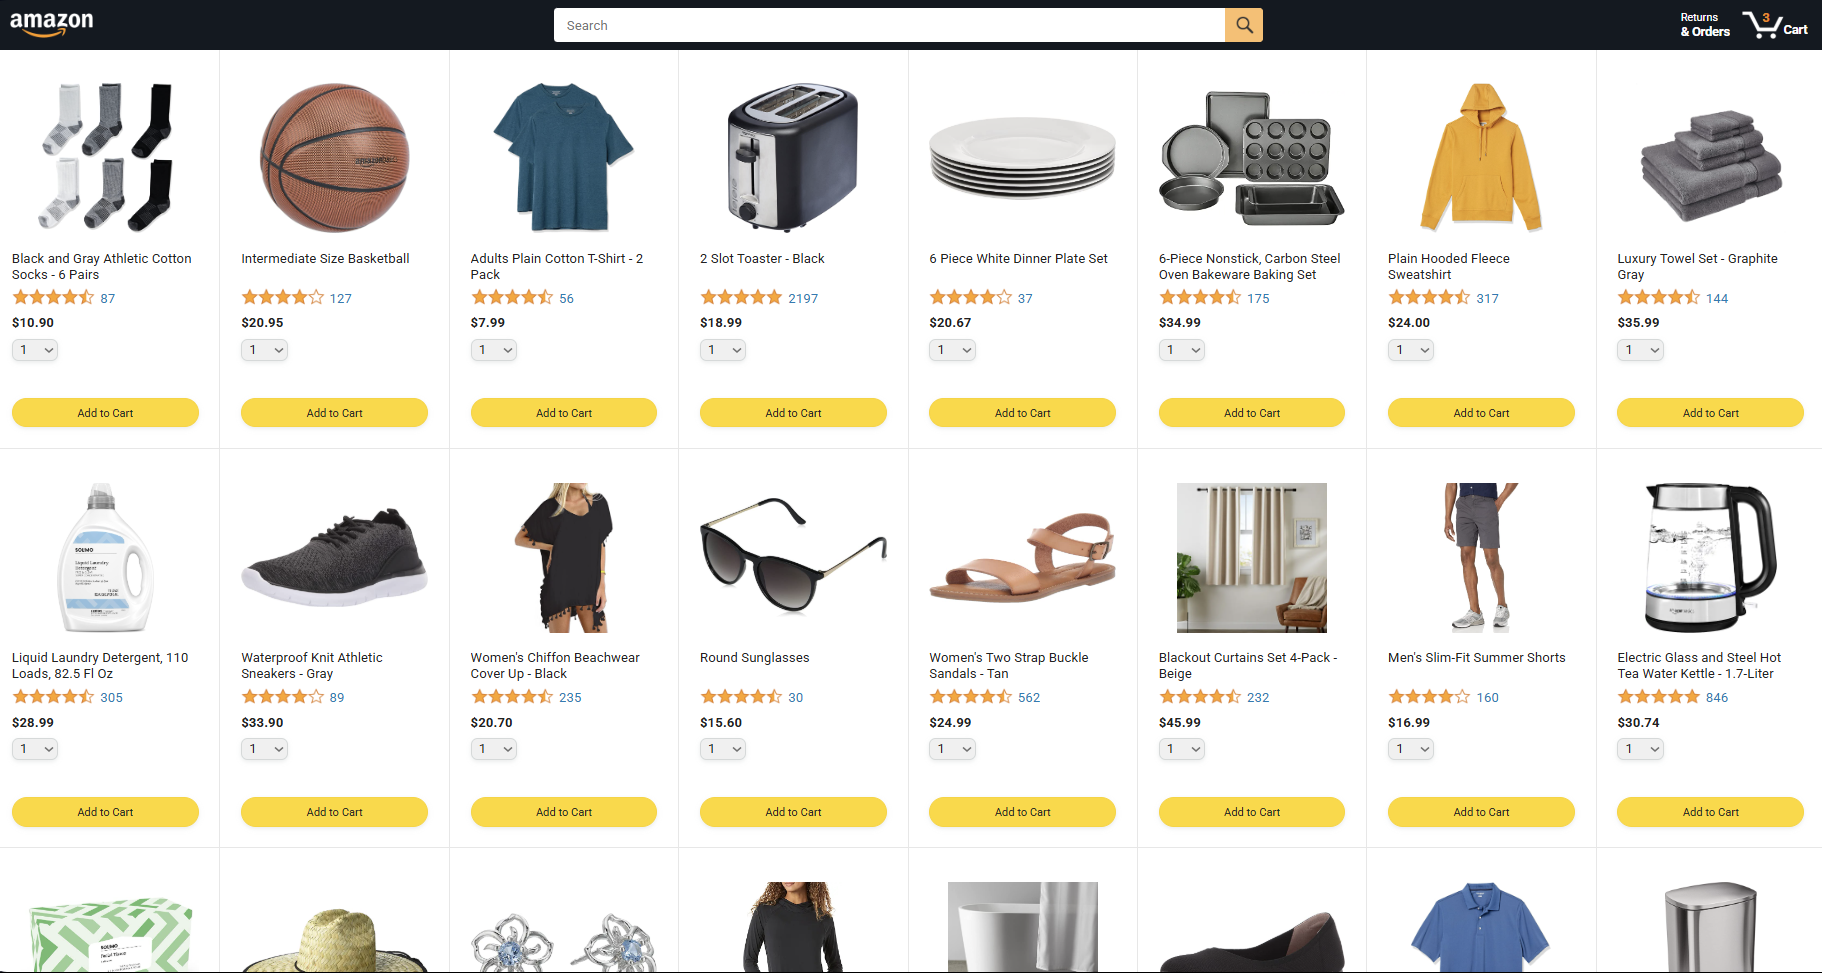 amazon
Search
Returns
& Orders
3
Cart
Black and Gray Athletic Cotton
Socks - 6 Pairs
87
$10.90
1
Add to Cart
Intermediate Size Basketball
127
$20.95
1
Add to Cart
Adults Plain Cotton T-Shirt - 2
Pack
56
$7.99
1
Add to Cart
2 Slot Toaster - Black
2197
$18.99
1
Add to Cart
6 Piece White Dinner Plate Set
37
$20.67
1
Add to Cart
6-Piece Nonstick, Carbon Steel
Oven Bakeware Baking Set
175
$34.99
1
Add to Cart
Plain Hooded Fleece
Sweatshirt
317
$24.00
1
Add to Cart
Luxury Towel Set - Graphite
Gray
144
$35.99
1
Add to Cart
SOLIMO
Liquid Laundry
Detergent
Liquid Laundry Detergent, 110
Loads, 82.5 Fl Oz
305
$28.99
1
Add to Cart
Waterproof Knit Athletic
Sneakers - Gray
89
$33.90
1
Add to Cart
Women's Chiffon Beachwear
Cover Up - Black
235
$20.70
1
Add to Cart
Round Sunglasses
30
$15.60
1
Add to Cart
Women's Two Strap Buckle
Sandals - Tan
562
$24.99
1
Add to Cart
Blackout Curtains Set 4-Pack -
Beige
232
$45.99
1
Add to Cart
Men's Slim-Fit Summer Shorts
160
$16.99
1
Add to Cart
Electric Glass and Steel Hot
Tea Water Kettle - 1.7-Liter
846
$30.74
1
Add to Cart
SOLIMO
Facial Tissue